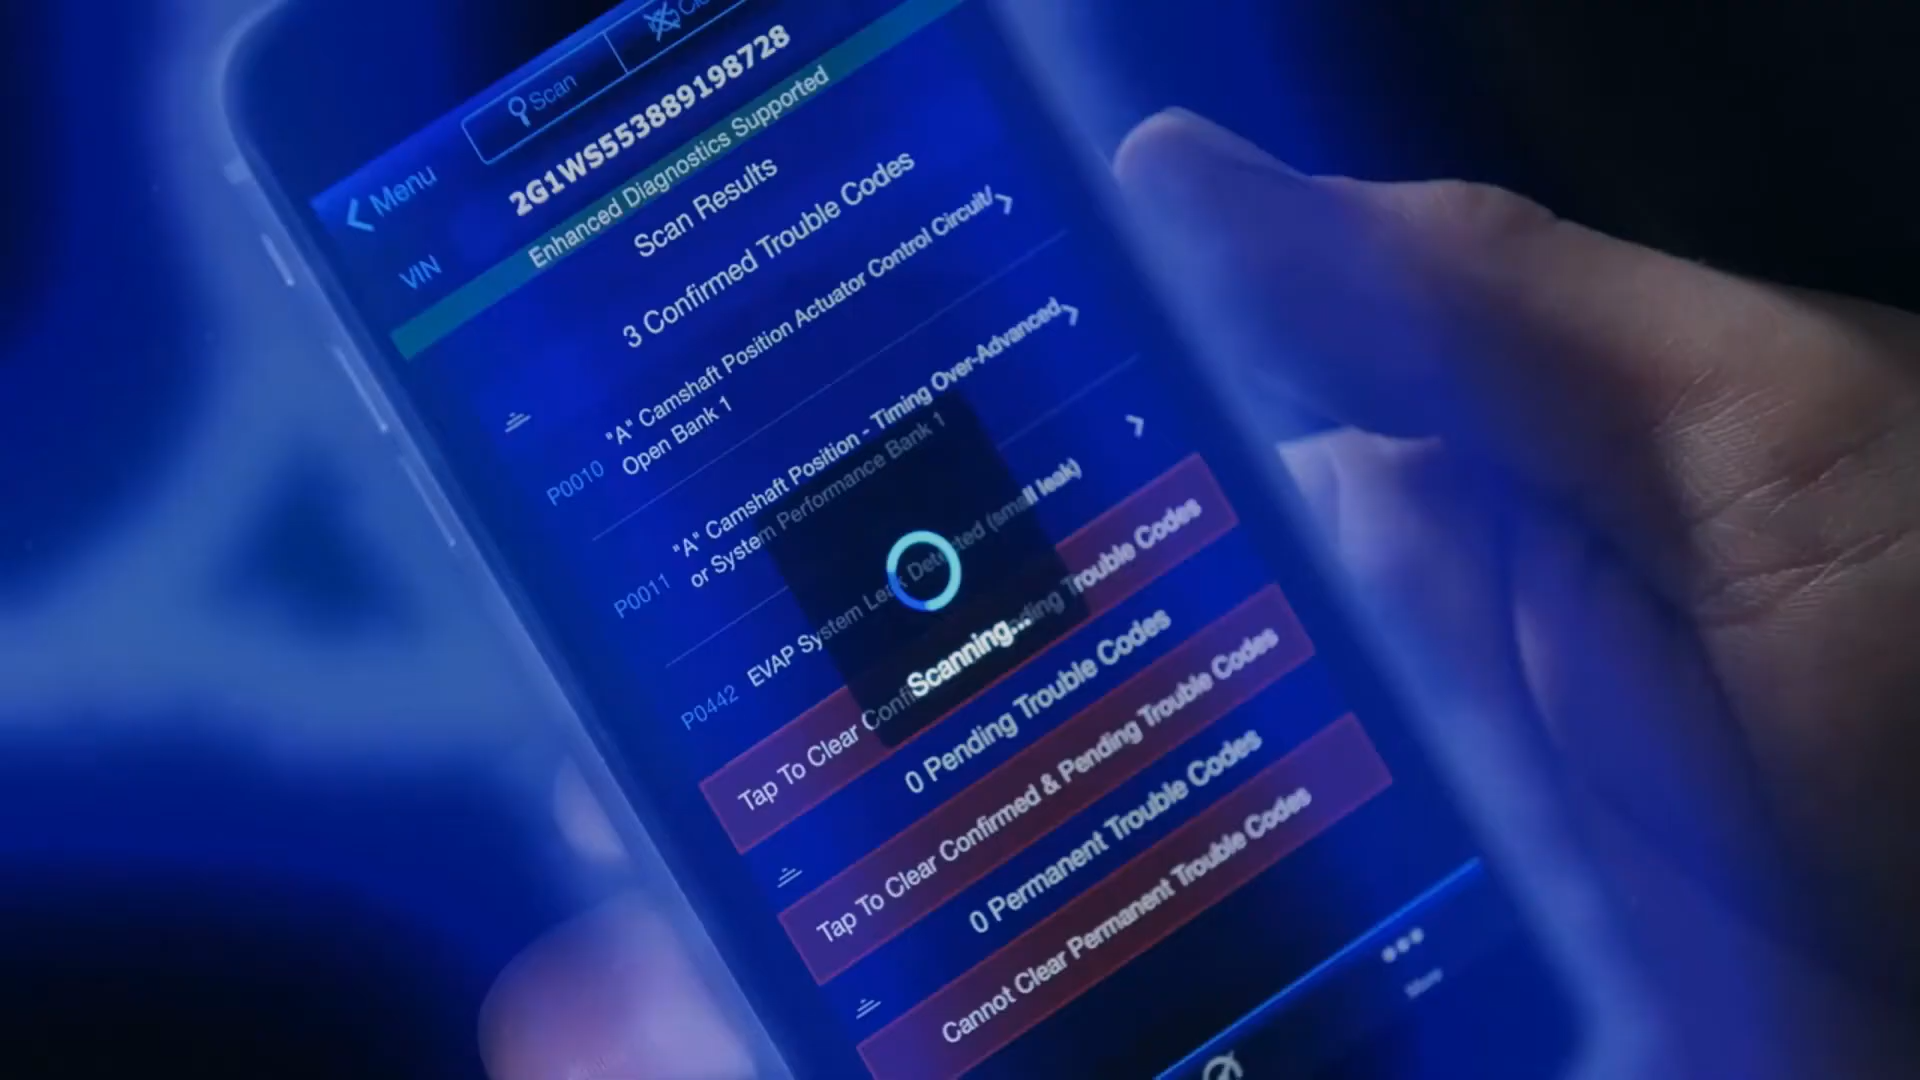 Scan
Menu
VIN
2G1WS553889198728
Enhanced Diagnostics Supported
Scan Results
3 Confirmed Trouble Codes
P0010
"A" Camshaft Position Actuator Control Circuit/
Open Bank 1
P0011
"A" Camshaft Position - Timing Over-Advanced
or System Performance Bank 1
P0442
EVAP System Leak Detected (small leak)
Scanning...
Tap To Clear Confi nding Trouble Codes
0 Pending Trouble Codes
Tap To Clear Confirmed & Pending Trouble Codes
0 Permanent Trouble Codes
Cannot Clear Permanent Trouble Codes
More